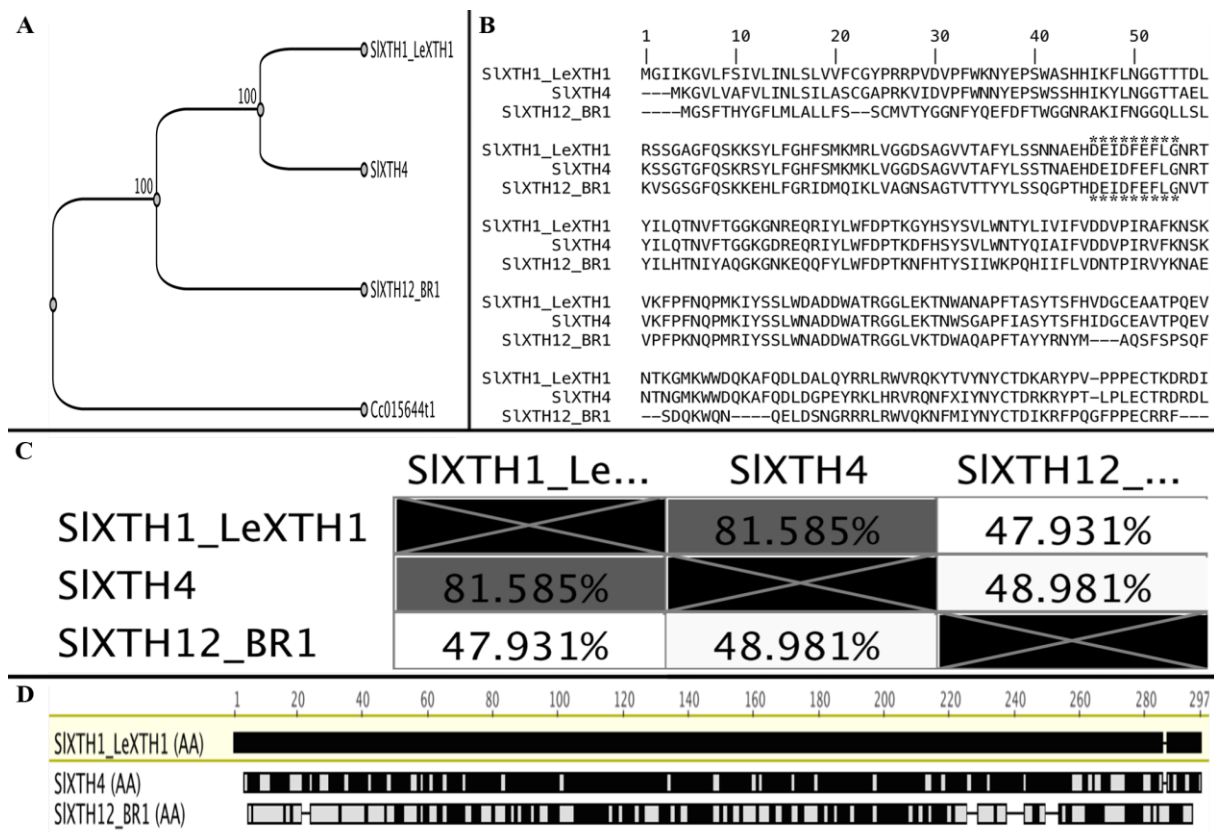 A
SlXTH1_LeXTH1
100
SlXTH4
100
SlXTH12_BR1
Cc015644t1
B
1 10 20 30 40 50
SlXTH1_LeXTH1 MGIIKGVLFSIVLINLSLVVFCGYPRRPVDVPFWKNYEPSWASHHIKFLNGGTTTDL
SlXTH4 ---MKGVLVAFVLINLSILASCGAPRKVIDVPFWNNYEPSWSSHHIKYLNGGTTAEL
SlXTH12_BR1 ----MGSFTHYGFLMLALLFS--SCMVTYGGNFYQEFDFTWGGNRAKIFNGGQLLSL
*********
SlXTH1_LeXTH1 RSSGAGFQSKKSYLFGHFSMKMRLVGGDSAGVVTAFYLSSNNAEHDEIDFEFLGNRT
SlXTH4 KSSGTGFQSKRSYLFGHFSMKMKLVGGDSAGVVTAFYLSSTNAEHDEIDFEFLGNRT
SlXTH12_BR1 KVSGSGFQSKKEHLFGRIDMQIKLVAGNSAGTVTTYYLSSQGPTHDEIDFEFLGNVT
*********
SlXTH1_LeXTH1 YILQTNVFTGGKGNREQRIYLWFDPTKGYHSYSVLWNTYLIVIFVDDVPIRAFKNSK
SlXTH4 YILQTNVFTGGKGDREQRIYLWFDPTKDFHSYSVLWNTYQIAIFVDDVPIRVFKNSK
SlXTH12_BR1 YILHTNIYAQGKGNKEQQFYLWFDPTKNFHTYSIIWKPQHIIFLVDNTPIRVYKNAE
SlXTH1_LeXTH1 VKFPFNQPMKIYSSLWDADDWATRGGLEKTNWANAPFTASYTSFHVDGCEAATPQEV
SlXTH4 VKFPFNQPMKIYSSLWNADDWATRGGLEKTNWSGAPFIASYTSFHIDGCEAVTPQEV
SlXTH12_BR1 VPFPKNQPMRIYSSLWNADDWATRGGLVKTDWAQAPFTAYYRNYM---AQSFSPSQF
SlXTH1_LeXTH1 NTKGMKWWDQKAFQDLDALQYRRLRWVRQKYTVYNYCTDKARYPV-PPPECTKDRDI
SlXTH4 NTNGMKWWDQKAFQDLDGPEYRKLHRVRQNFXIYNYCTDRKRYPT-LPLECTRDRDL
SlXTH12_BR1 --SDQKWQN----QELDSNGRRRLRWVQKNFMIYNYCTDIKRFPQGFPPECRRF---
C
SlXTH1_Le... SlXTH4 SlXTH12_...
SlXTH1_LeXTH1 81.585% 47.931%
SlXTH4 81.585% 48.981%
SlXTH12_BR1 47.931% 48.981%
D
1 20 40 60 80 100 120 140 160 180 200 220 240 260 280 297
SlXTH1_LeXTH1 (AA)
SlXTH4 (AA)
SlXTH12_BR1 (AA)